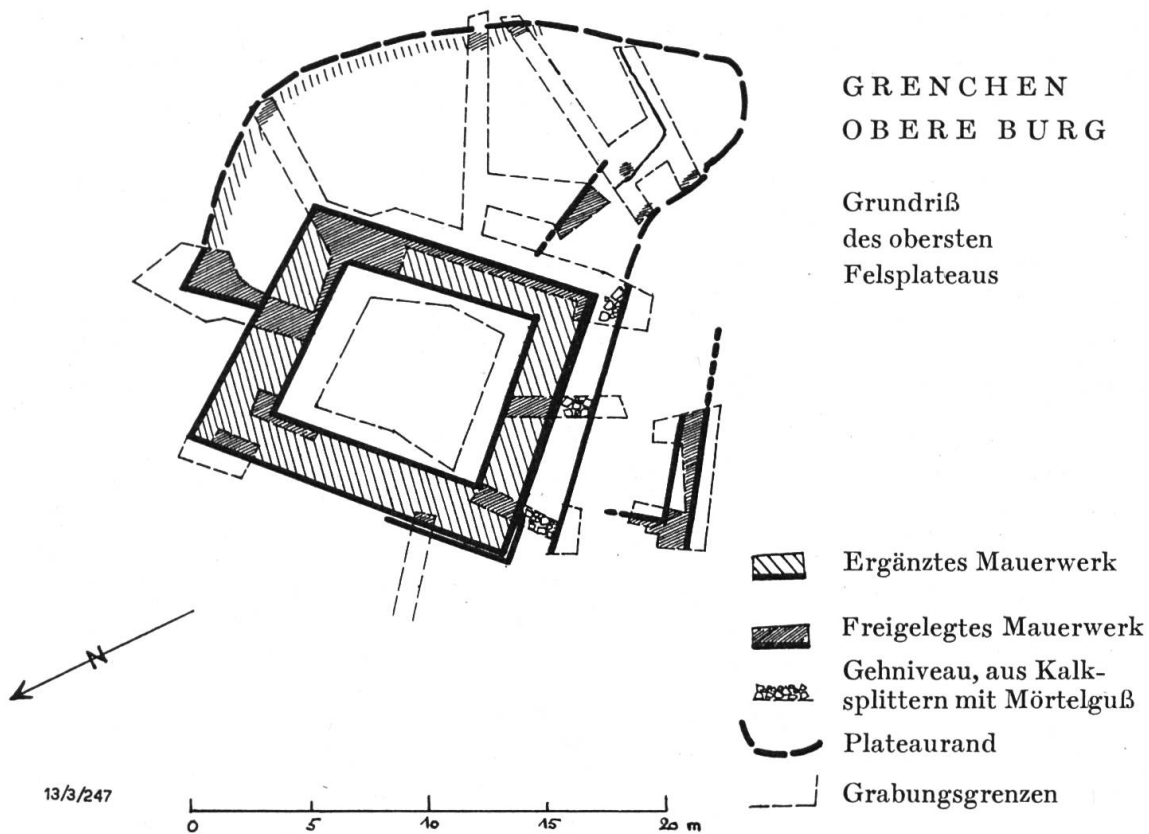 GRENCHEN
OBERE BURG
Grundriß
des obersten
Felsplateaus
Ergänztes Mauerwerk
Freigelegtes Mauerwerk
Gehniveau, aus Kalk-
splittern mit Mörtelguß
Plateaurand
Grabungsgrenzen
N
13/3/247
0 5 10 15 20 m